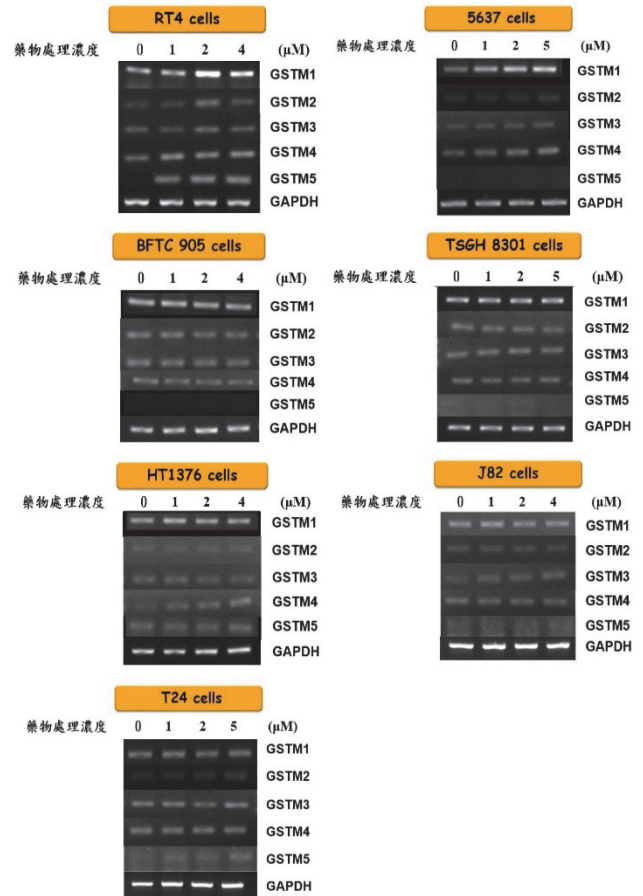 RT4 cells
藥物處理濃度 0 1 2 4 (μM)
GSTM1
GSTM2
GSTM3
GSTM4
GSTM5
GAPDH
5637 cells
藥物處理濃度 0 1 2 5 (μM)
GSTM1
GSTM2
GSTM3
GSTM4
GSTM5
GAPDH
BFTC 905 cells
藥物處理濃度 0 1 2 4 (μM)
GSTM1
GSTM2
GSTM3
GSTM4
GSTM5
GAPDH
TSGH 8301 cells
藥物處理濃度 0 1 2 5 (μM)
GSTM1
GSTM2
GSTM3
GSTM4
GSTM5
GAPDH
HT1376 cells
藥物處理濃度 0 1 2 4 (μM)
GSTM1
GSTM2
GSTM3
GSTM4
GSTM5
GAPDH
J82 cells
藥物處理濃度 0 1 2 4 (μM)
GSTM1
GSTM2
GSTM3
GSTM4
GSTM5
GAPDH
T24 cells
藥物處理濃度 0 1 2 5 (μM)
GSTM1
GSTM2
GSTM3
GSTM4
GSTM5
GAPDH